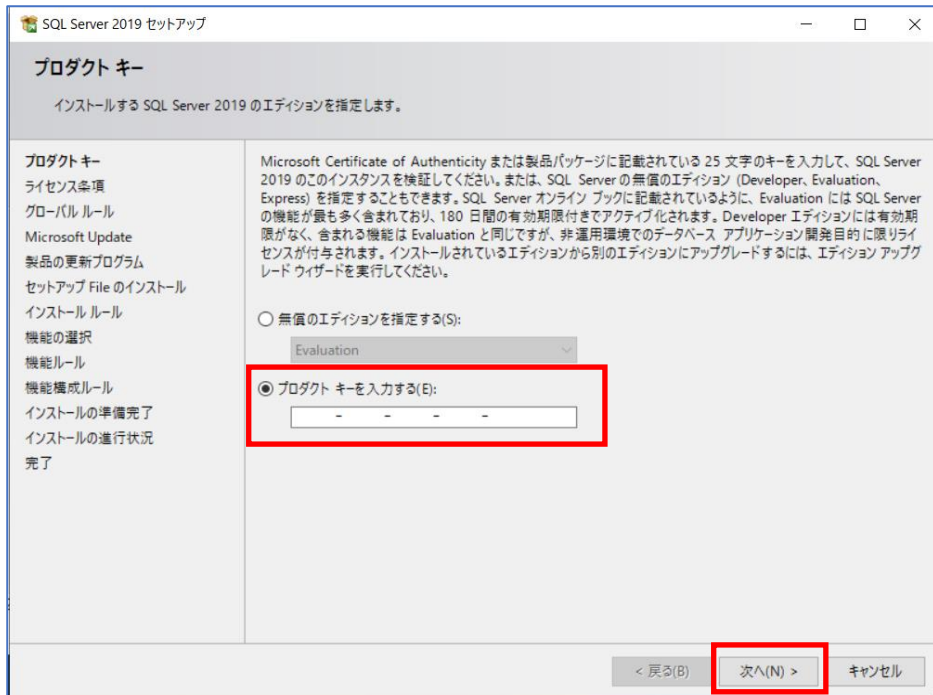 SQL Server 2019 セットアップ
プロダクト キー
インストールする SQL Server 2019 のエディションを指定します。
プロダクト キー
ライセンス条項
グローバル ルール
Microsoft Update
製品の更新プログラム
セットアップ File のインストール
インストール ルール
機能の選択
機能ルール
機能構成ルール
インストールの準備完了
インストールの進行状況
完了
Microsoft Certificate of Authenticity または製品パッケージに記載されている 25 文字のキーを入力して、SQL Server
2019 のこのインスタンスを検証してください。または、SQL Server の無償のエディション (Developer、Evaluation、
Express) を指定することもできます。SQL Server オンライン ブックに記載されているように、Evaluation には SQL Server
の機能が最も多く含まれており、180 日間の有効期限付きでアクティブ化されます。Developer エディションには有効期
限がなく、含まれる機能は Evaluation と同じですが、非運用環境でのデータベース アプリケーション開発目的に限りライ
センスが付与されます。インストールされているエディションから別のエディションにアップグレードするには、エディション アップグ
レード ウィザードを実行してください。
無償のエディションを指定する(S):
Evaluation
プロダクト キーを入力する(E):
- - - -
< 戻る(B)
次へ(N) >
キャンセル